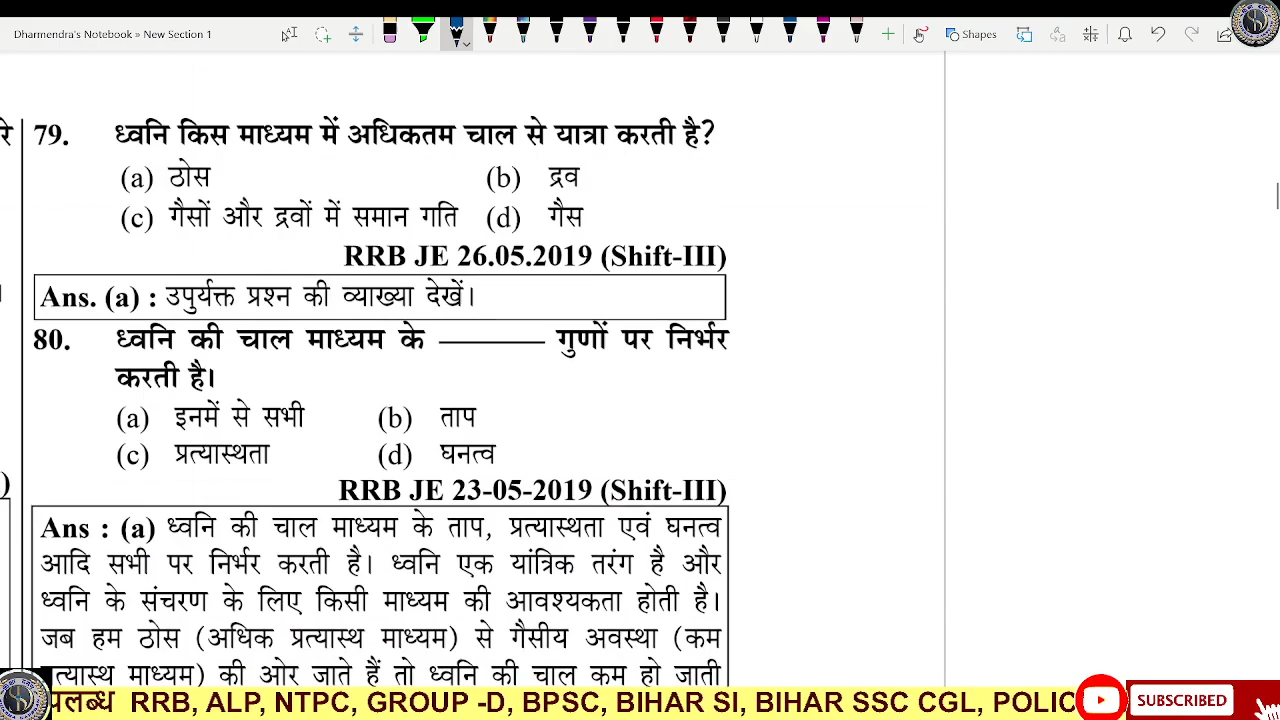 Dharmendra's Notebook » New Section 1
Shapes
रे
79. ध्वनि किस माध्यम में अधिकतम चाल से यात्रा करती है?
(a) ठोस (b) द्रव
(c) गैसों और द्रवों में समान गति (d) गैस
RRB JE 26.05.2019 (Shift-III)
Ans. (a) : उपुर्यक्त प्रश्न की व्याख्या देखें।
80. ध्वनि की चाल माध्यम के ———— गुणों पर निर्भर
करती है।
(a) इनमें से सभी (b) ताप
(c) प्रत्यास्थता (d) घनत्व
)
RRB JE 23-05-2019 (Shift-III)
Ans : (a) ध्वनि की चाल माध्यम के ताप, प्रत्यास्थता एवं घनत्व
आदि सभी पर निर्भर करती है। ध्वनि एक यांत्रिक तरंग है और
ध्वनि के संचरण के लिए किसी माध्यम की आवश्यकता होती है।
जब हम ठोस (अधिक प्रत्यास्थ माध्यम) से गैसीय अवस्था (कम
प्रत्यास्थ माध्यम) की ओर जाते हैं तो ध्वनि की चाल कम हो जाती
पलब्ध RRB, ALP, NTPC, GROUP -D, BPSC, BIHAR SI, BIHAR SSC CGL, POLIC
SUBSCRIBED